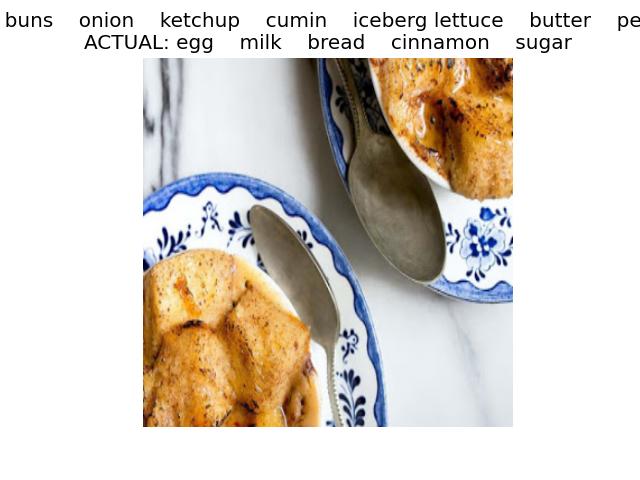 buns onion ketchup cumin iceberg lettuce butter
ACTUAL: egg milk bread cinnamon sugar